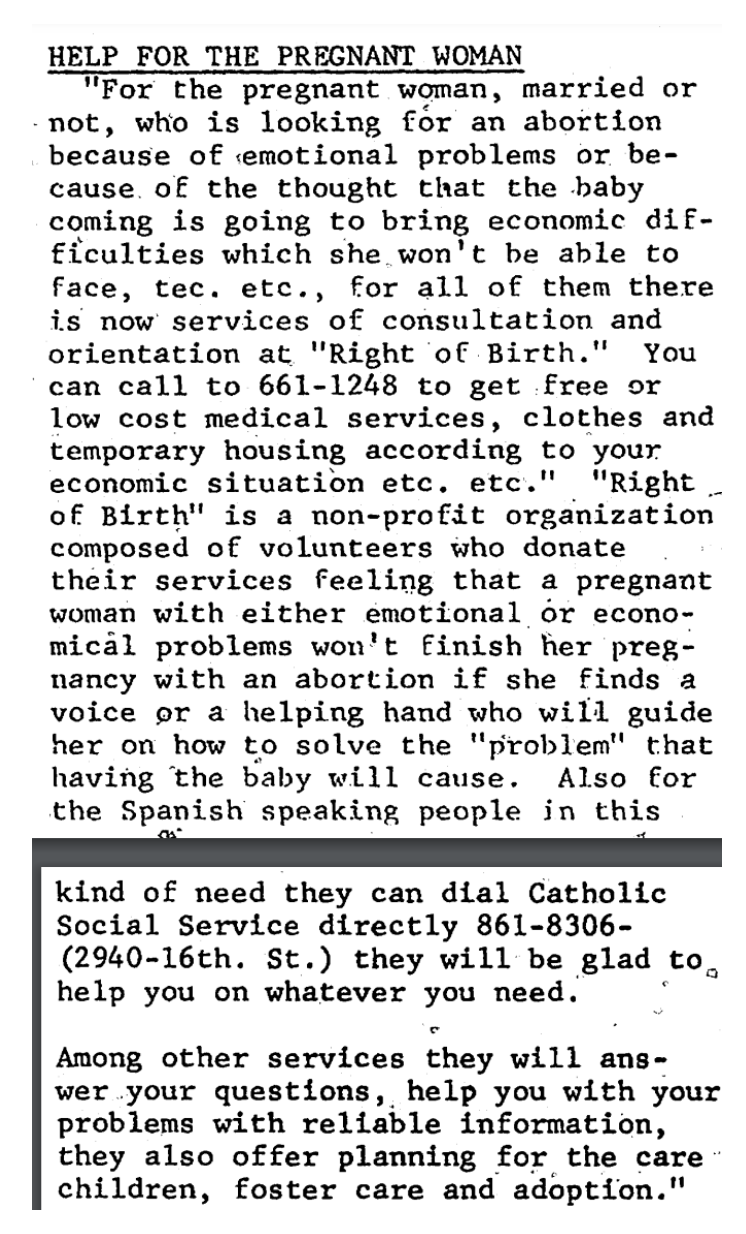 HELP FOR THE PREGNANT WOMAN
"For the pregnant woman, married or
not, who is looking for an abortion
because of emotional problems or be-
cause of the thought that the baby
coming is going to bring economic dif-
ficulties which she won't be able to
face, tec. etc., for all of them there
is now services of consultation and
orientation at "Right of Birth." You
can call to 661-1248 to get free or
low cost medical services, clothes and
temporary housing according to your
economic situation etc. etc." "Right
of Birth" is a non-profit organization
composed of volunteers who donate
their services feeling that a pregnant
woman with either emotional or econo-
mical problems won't finish her preg-
nancy with an abortion if she finds a
voice or a helping hand who will guide
her on how to solve the "problem" that
having the baby will cause. Also for
the Spanish speaking people in this
kind of need they can dial Catholic
Social Service directly 861-8306-
(2940-16th. St.) they will be glad to
help you on whatever you need.
Among other services they will ans-
wer your questions, help you with your
problems with reliable information,
they also offer planning for the care
children, foster care and adoption."